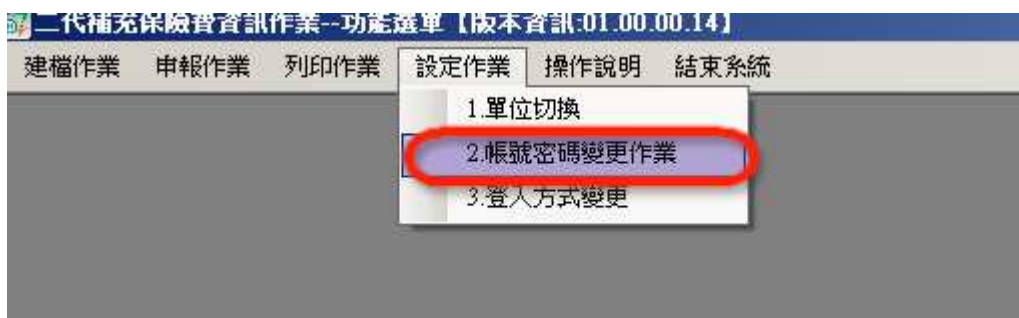 二代補充保險費資訊作業--功能選單【版本資訊:01.00.00.14】
建檔作業 申報作業 列印作業 設定作業 操作說明 結束系統
1.單位切換
2.帳號密碼變更作業
3.登入方式變更